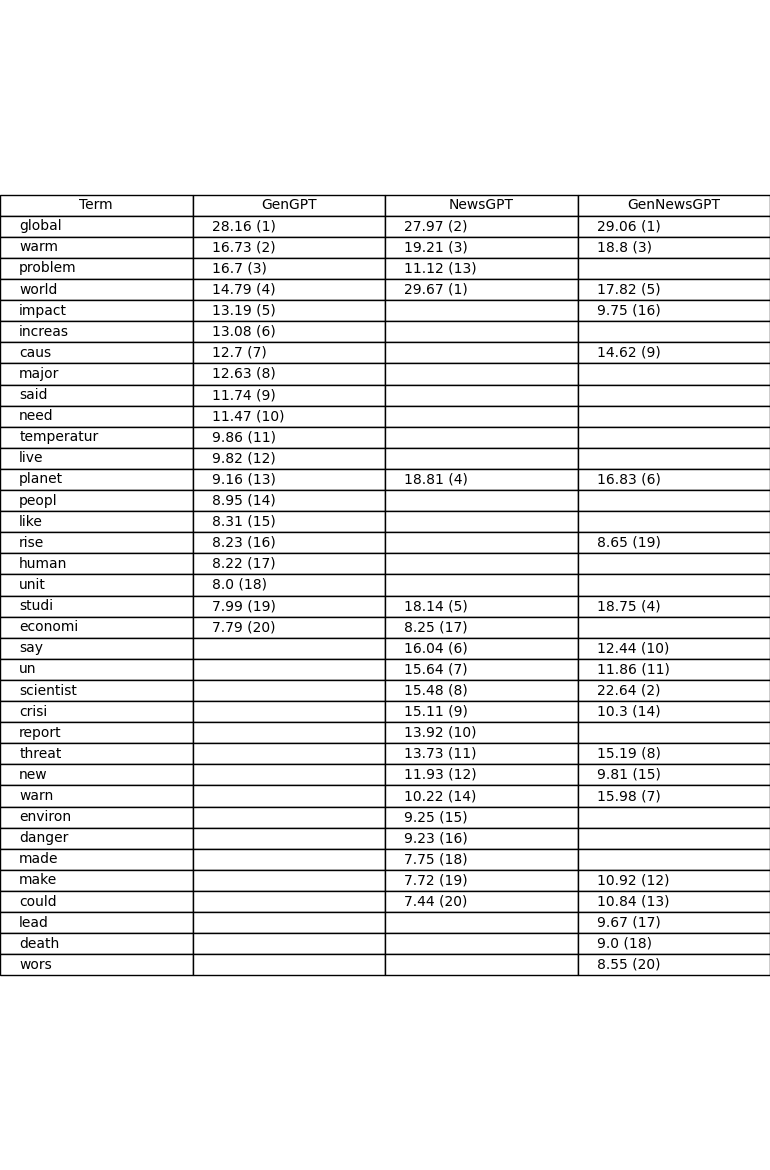 Term GenGPT NewsGPT GenNewsGPT
global 28.16 (1) 27.97 (2) 29.06 (1)
warm 16.73 (2) 19.21 (3) 18.8 (3)
problem 16.7 (3) 11.12 (13)
world 14.79 (4) 29.67 (1) 17.82 (5)
impact 13.19 (5) 9.75 (16)
increas 13.08 (6)
caus 12.7 (7) 14.62 (9)
major 12.63 (8)
said 11.74 (9)
need 11.47 (10)
temperatur 9.86 (11)
live 9.82 (12)
planet 9.16 (13) 18.81 (4) 16.83 (6)
peopl 8.95 (14)
like 8.31 (15)
rise 8.23 (16) 8.65 (19)
human 8.22 (17)
unit 8.0 (18)
studi 7.99 (19) 18.14 (5) 18.75 (4)
economi 7.79 (20) 8.25 (17)
say 16.04 (6) 12.44 (10)
un 15.64 (7) 11.86 (11)
scientist 15.48 (8) 22.64 (2)
crisi 15.11 (9) 10.3 (14)
report 13.92 (10)
threat 13.73 (11) 15.19 (8)
new 11.93 (12) 9.81 (15)
warn 10.22 (14) 15.98 (7)
environ 9.25 (15)
danger 9.23 (16)
made 7.75 (18)
make 7.72 (19) 10.92 (12)
could 7.44 (20) 10.84 (13)
lead 9.67 (17)
death 9.0 (18)
wors 8.55 (20)